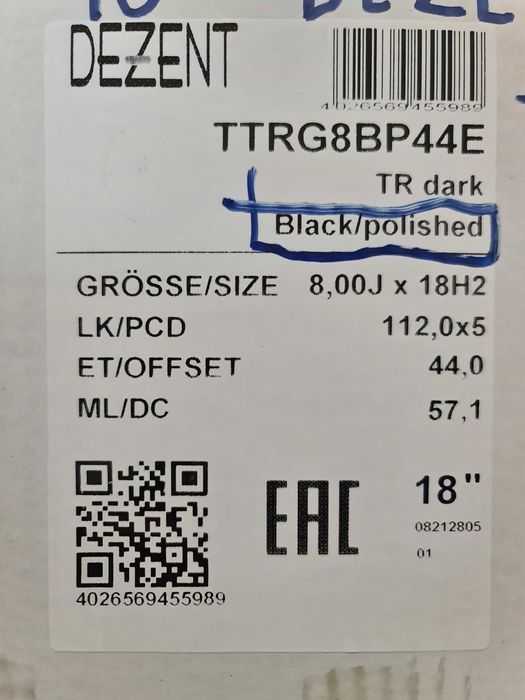 DEZENT
4026569455989
TTRG8BP44E
TR dark
Black/polished
GRÖSSE/SIZE 8,00J x 18H2
LK/PCD 112,0x5
ET/OFFSET 44,0
ML/DC 57,1
EAC
18"
08212805
01
4026569455989